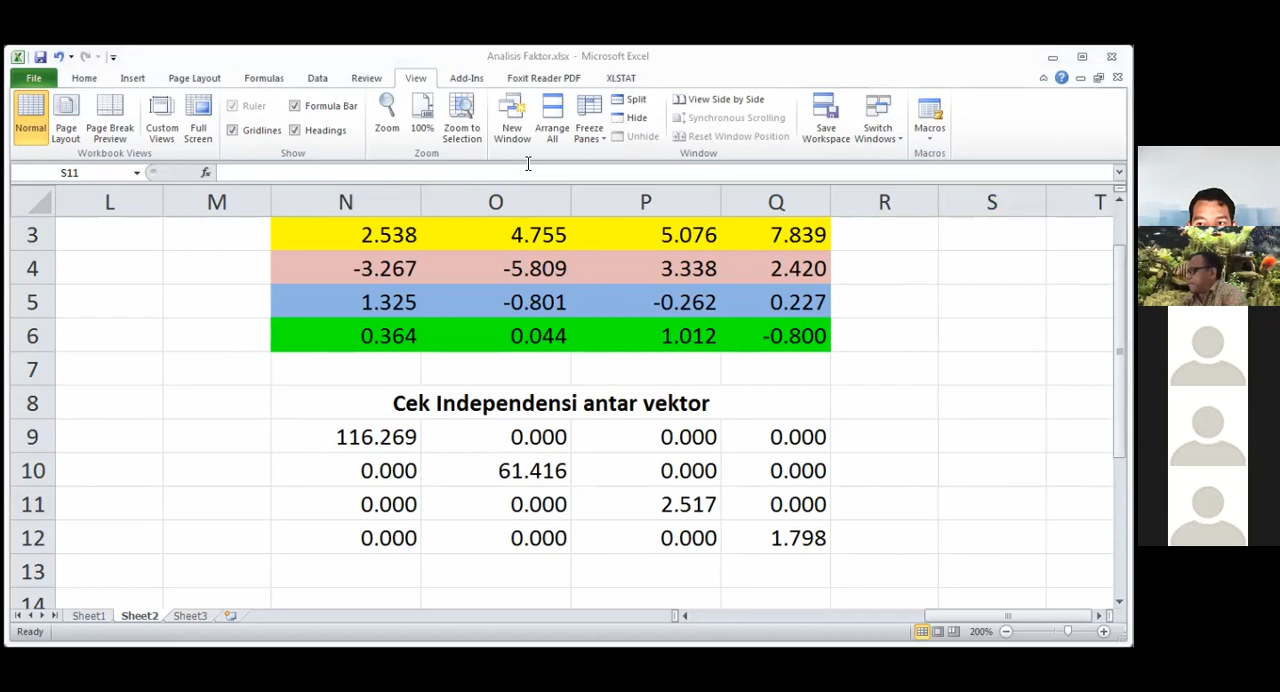 Analisis Faktor.xlsx - Microsoft Excel
File Home Insert Page Layout Formulas Data Review View Add-Ins Foxit Reader PDF XLSTAT
Normal
Page Layout
Page Break Preview
Custom Views
Full Screen
Workbook Views
Ruler
Formula Bar
Gridlines
Headings
Show
Zoom
100%
Zoom to Selection
Zoom
New Window
Arrange All
Freeze Panes
Split
Hide
Unhide
View Side by Side
Synchronous Scrolling
Reset Window Position
Window
Save Workspace
Switch Windows
Macros
Macros
S11 fx
L M N O P Q R S T
3 2.538 4.755 5.076 7.839
4 -3.267 -5.809 3.338 2.420
5 1.325 -0.801 -0.262 0.227
6 0.364 0.044 1.012 -0.800
7
8 Cek Independensi antar vektor
9 116.269 0.000 0.000 0.000
10 0.000 61.416 0.000 0.000
11 0.000 0.000 2.517 0.000
12 0.000 0.000 0.000 1.798
13
14
Sheet1 Sheet2 Sheet3
Ready 200%